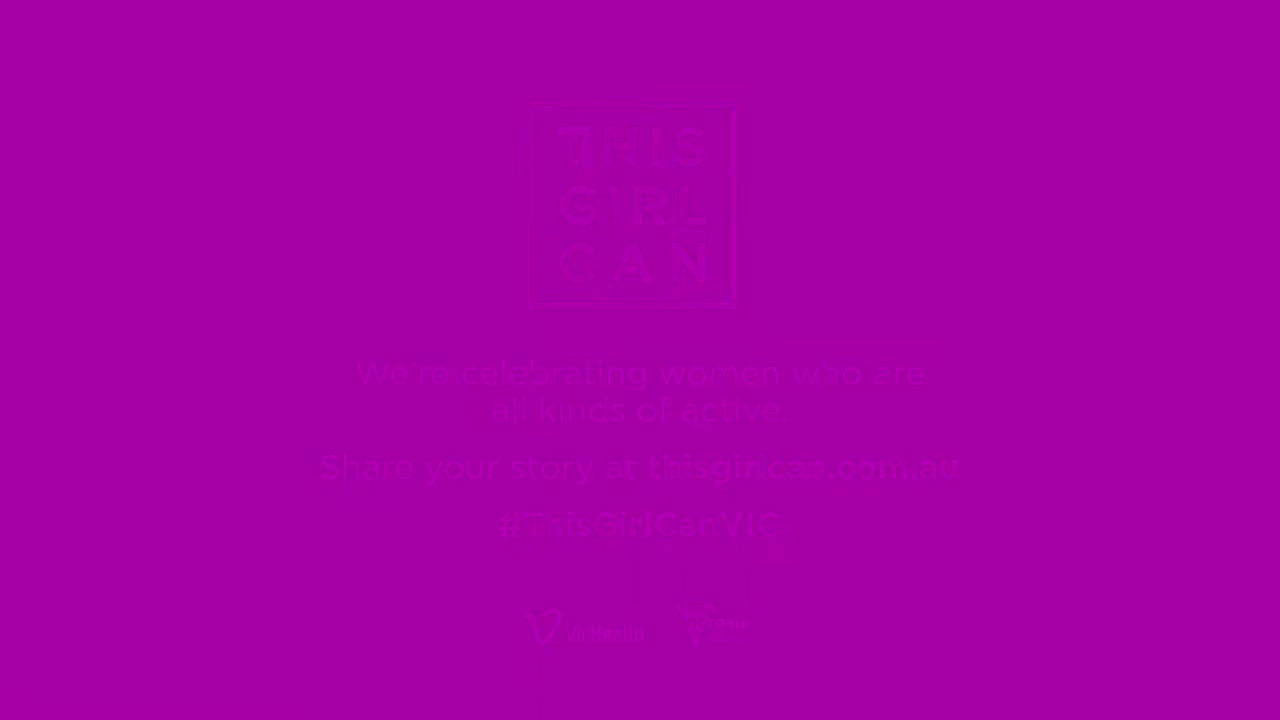 THIS
GIRL
CAN
We're celebrating women who are
all kinds of active.
Share your story at thisgirlcan.com.au
#ThisGirlCanVIC
VicHealth